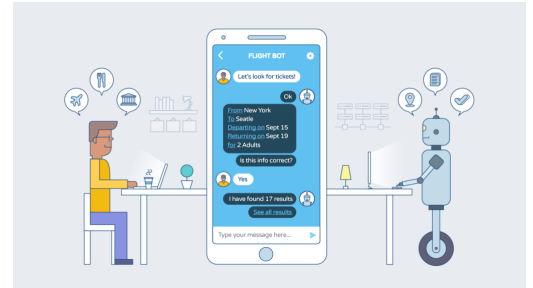 FLIGHT BOT
Let's look for tickets!
Ok
From New York
To Seatle
Departing on Sept 15
Returning on Sept 19
for 2 Adults
Is this info correct?
Yes
I have found 17 results
See all results
Type your message here...